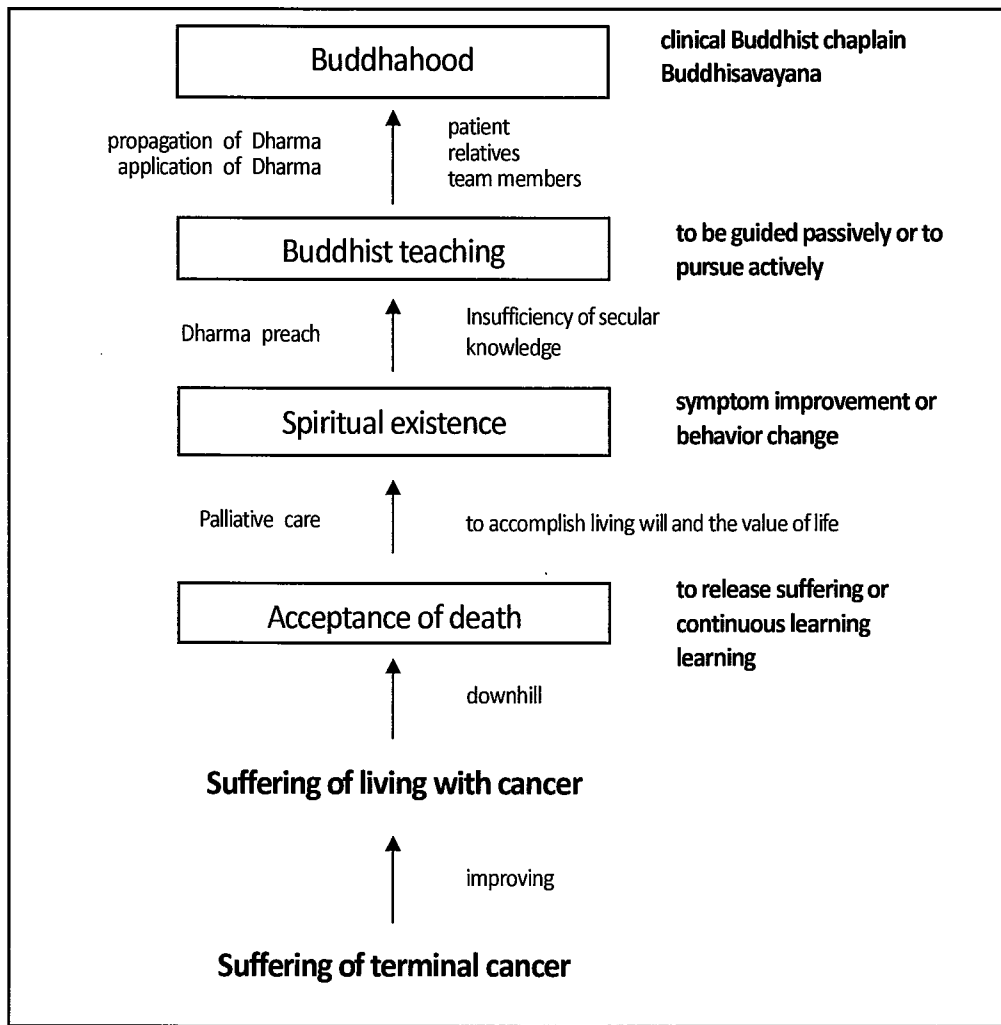 Buddhahood
clinical Buddhist chaplain
Buddhisavayana
propagation of Dharma
application of Dharma
patient
relatives
team members
Buddhist teaching
to be guided passively or to
pursue actively
Dharma preach
Insufficiency of secular
knowledge
Spiritual existence
symptom improvement or
behavior change
Palliative care
to accomplish living will and the value of life
Acceptance of death
to release suffering or
continuous learning
learning
downhill
Suffering of living with cancer
improving
Suffering of terminal cancer